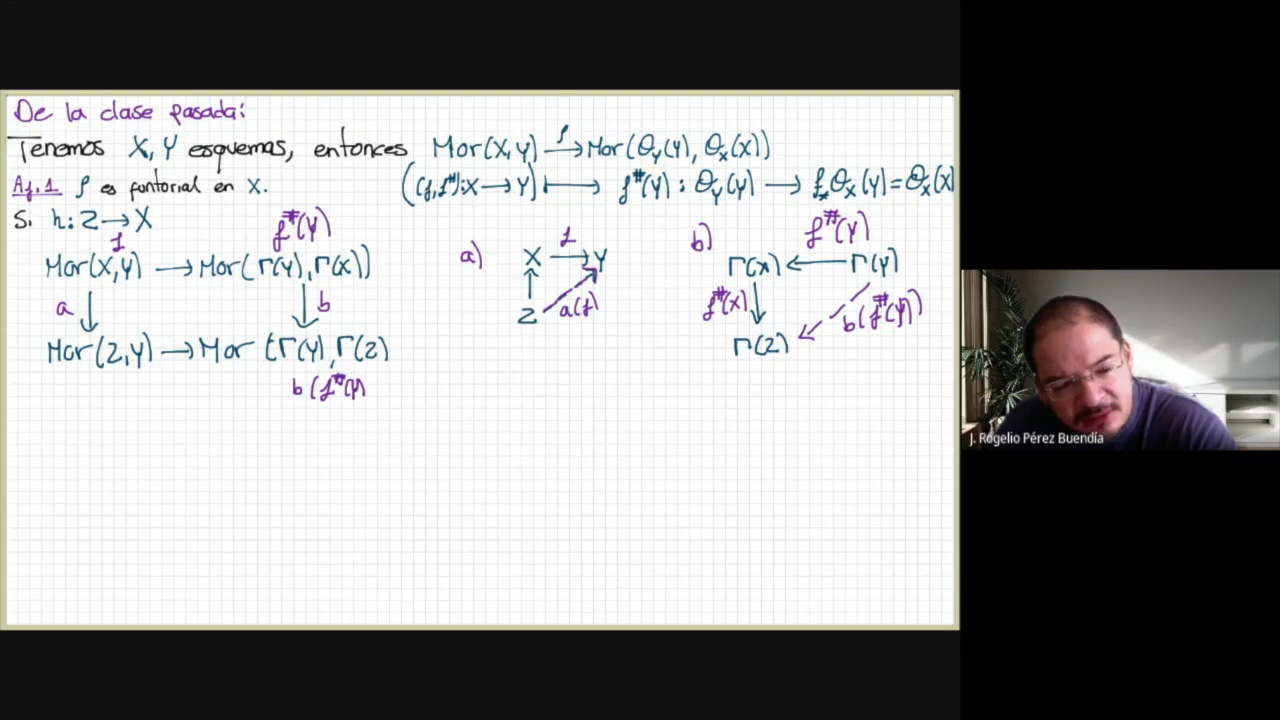 De la clase pasada:
Tenemos X, Y esquemas, entonces Mor(X,Y) —ρ→ Mor(O_Y(Y), O_X(X))
Af. 1 ρ es funtorial en X. ((f,f^#): X → Y) ↦ f^#(Y) : O_Y(Y) → f_*O_X(Y) = O_X(X)
Si h: Z → X
f f^#(Y)
Mor(X,Y) → Mor(Γ(Y), Γ(X))
a ↓ ↓ b
Mor(Z,Y) → Mor (Γ(Y), Γ(Z)
b(f^#(Y)
a)
X —f→ Y
↑ a(f)
Z
b)
f^#(Y)
Γ(X) ← Γ(Y)
f^#(X) ↓ b(f^#(Y))
Γ(Z)
J. Rogelio Pérez Buendía